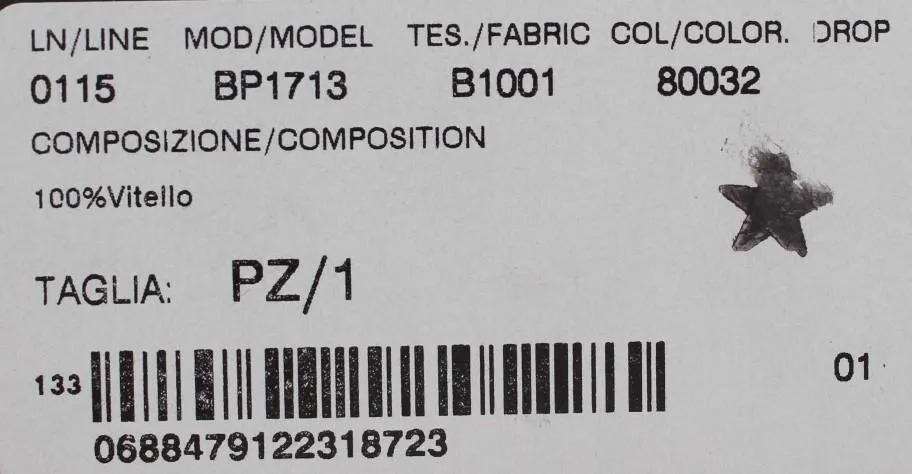 LN/LINE MOD/MODEL TES./FABRIC COL/COLOR. DROP
0115 BP1713 B1001 80032
COMPOSIZIONE/COMPOSITION
100%Vitello
TAGLIA: PZ/1
133 01
0688479122318723